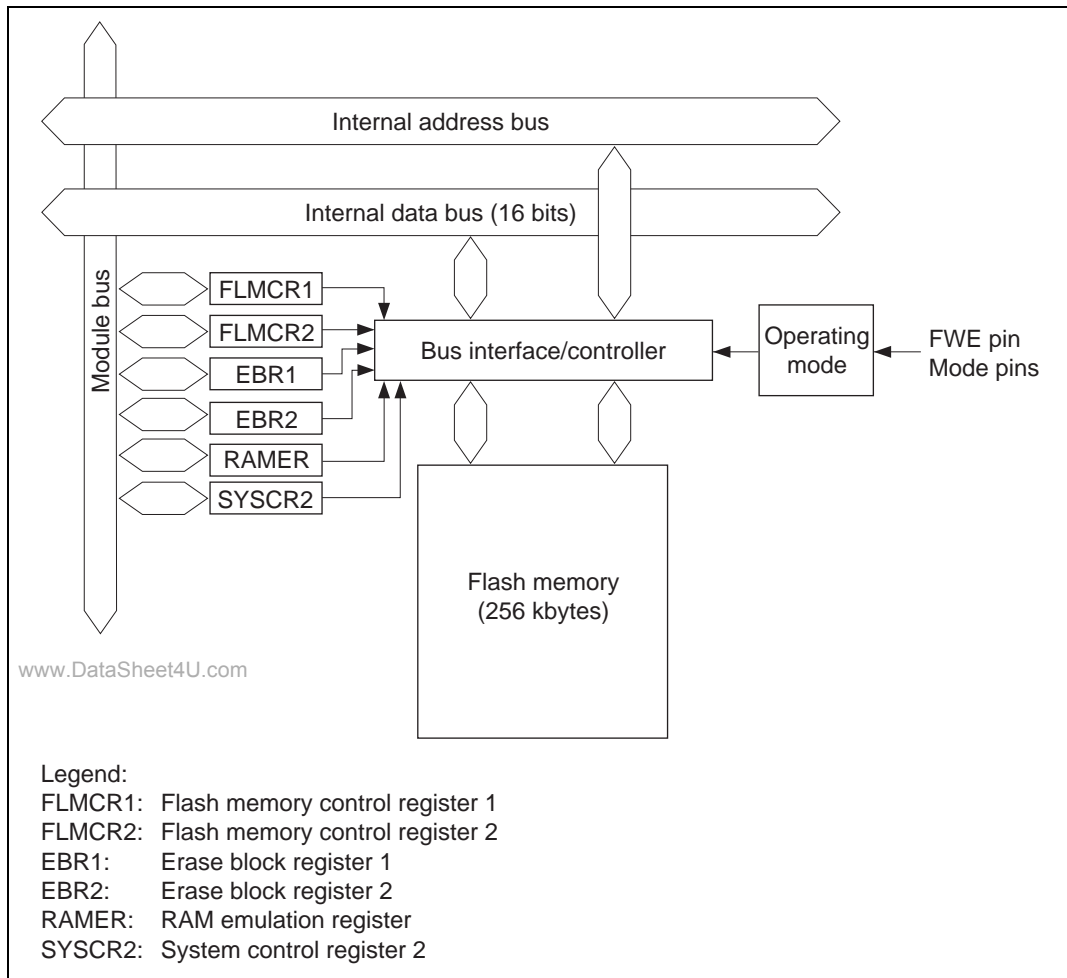 Internal address bus
Internal data bus (16 bits)
Module bus
FLMCR1
FLMCR2
EBR1
EBR2
RAMER
SYSCR2
Bus interface/controller
Operating
mode
FWE pin
Mode pins
Flash memory
(256 kbytes)
www.DataSheet4U.com
Legend:
FLMCR1: Flash memory control register 1
FLMCR2: Flash memory control register 2
EBR1: Erase block register 1
EBR2: Erase block register 2
RAMER: RAM emulation register
SYSCR2: System control register 2